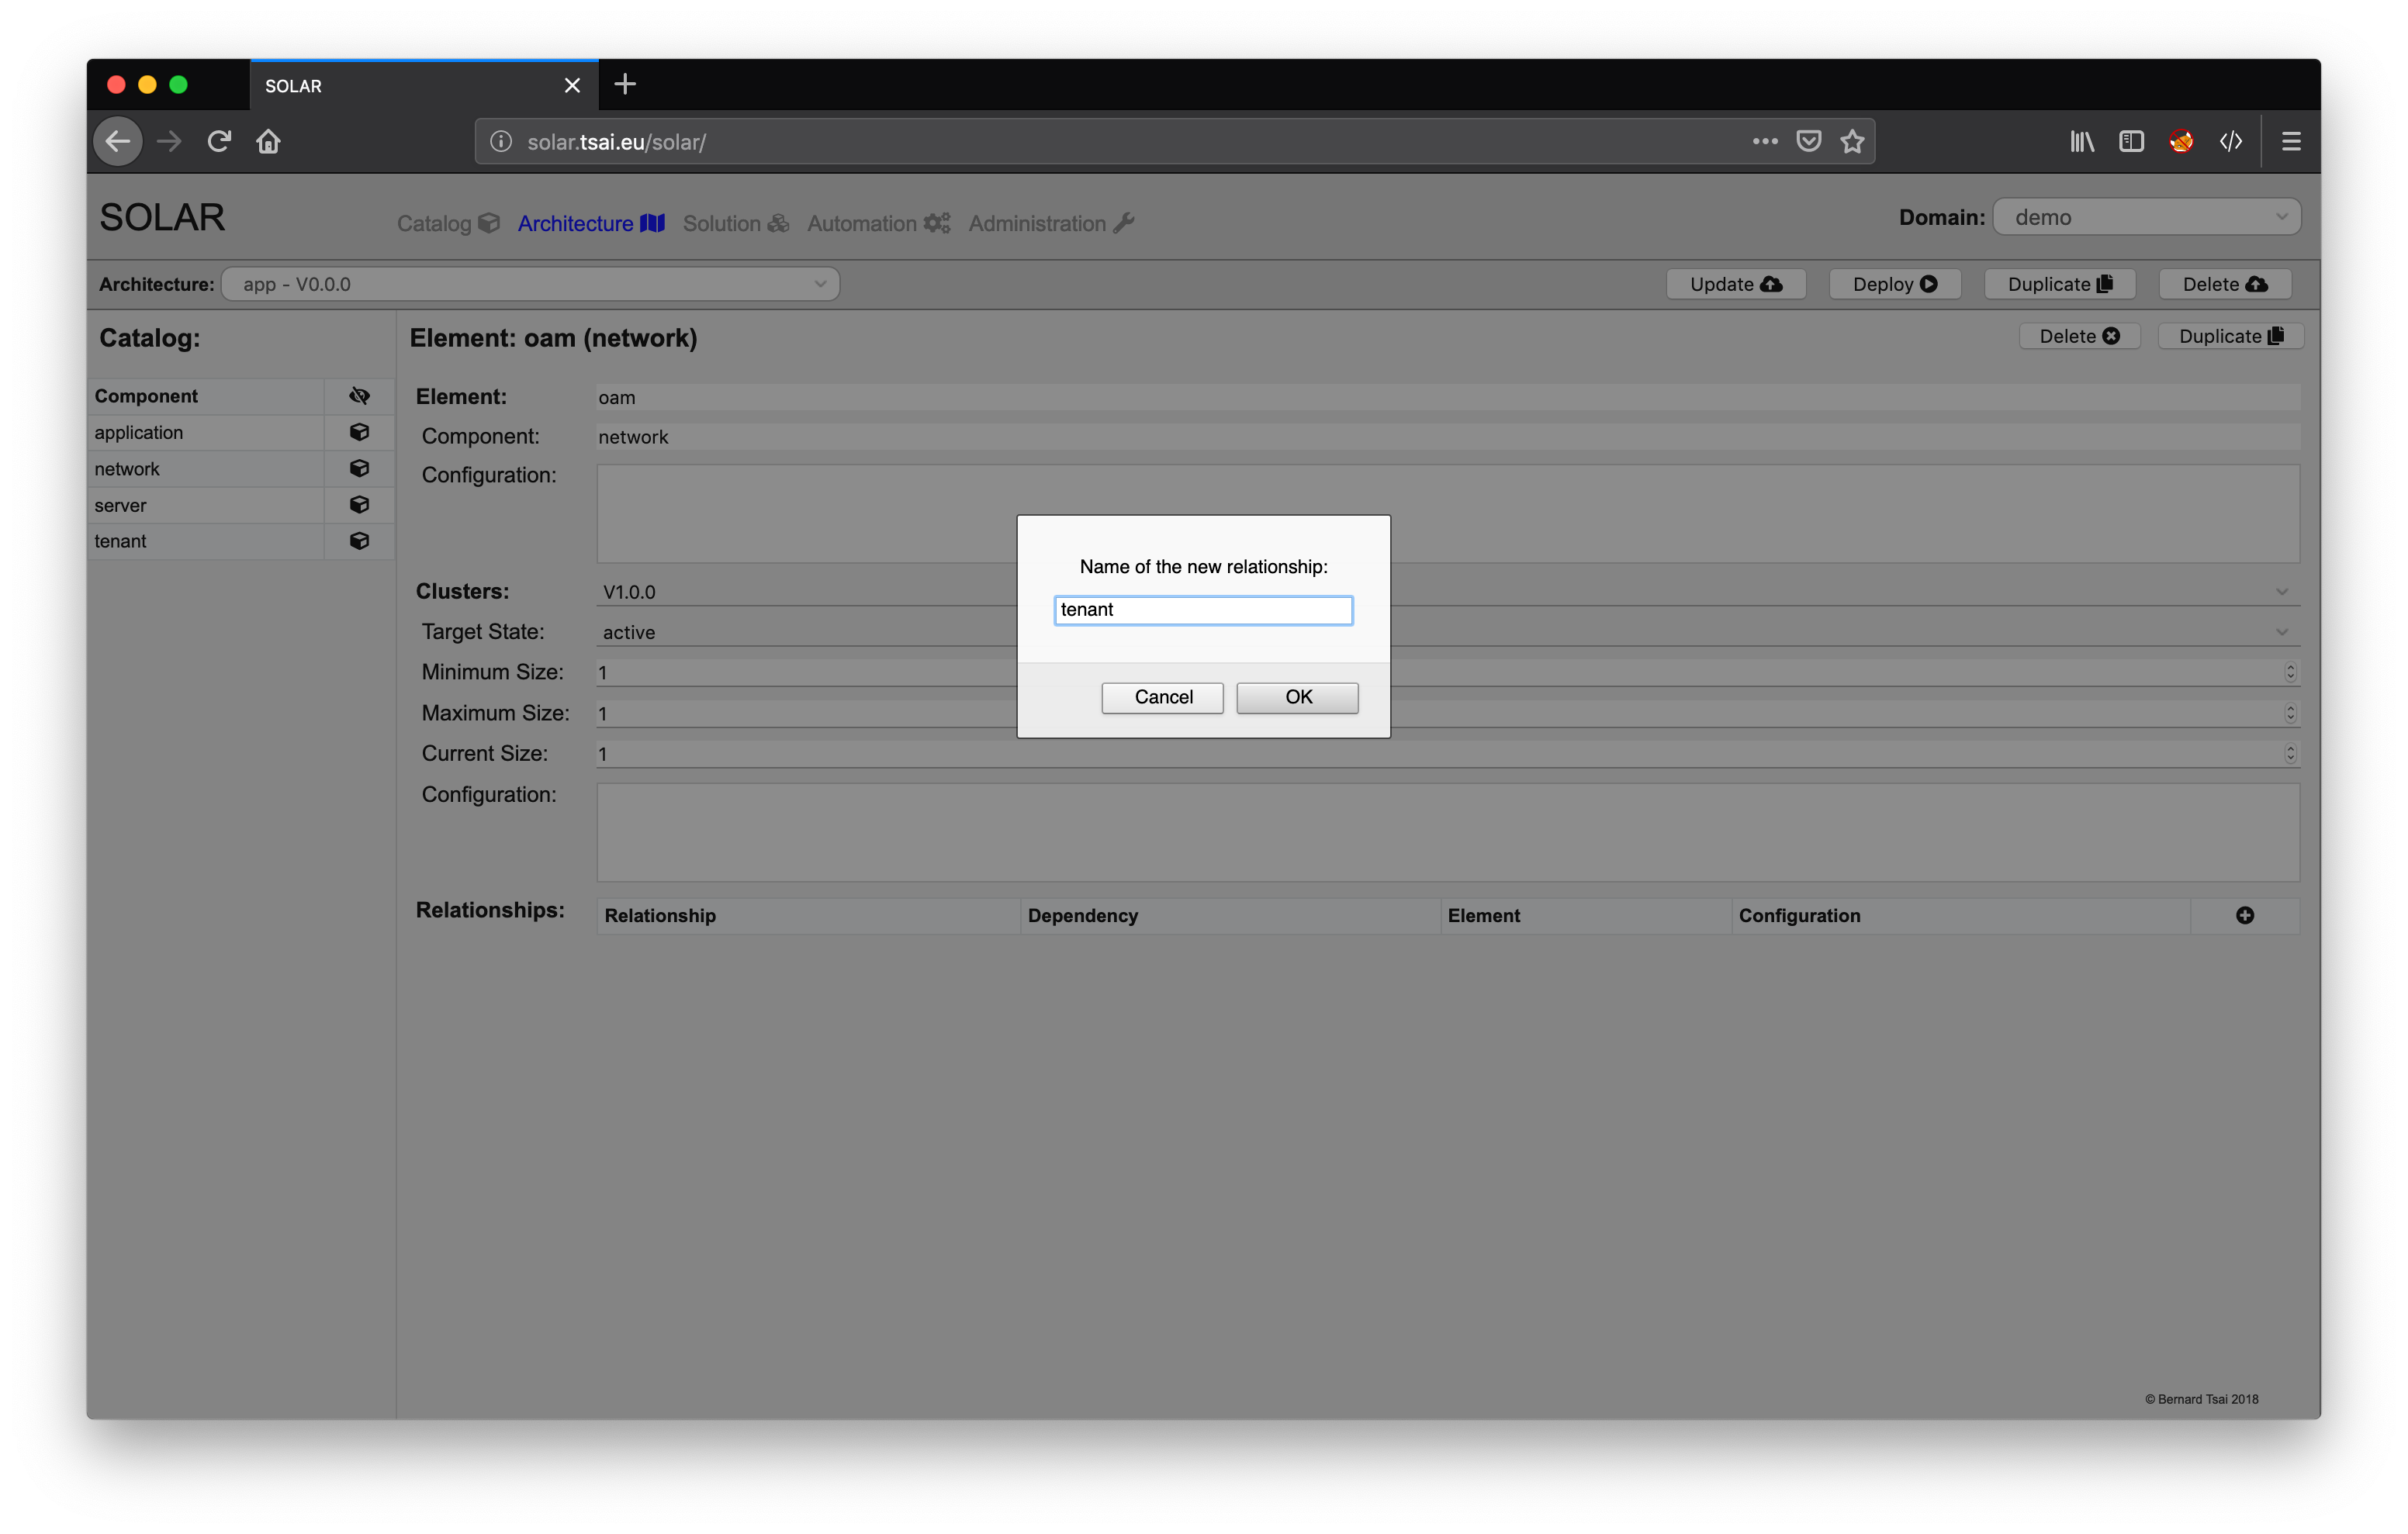 SOLAR
solar.tsai.eu/solar/
SOLAR
Catalog Architecture Solution Automation Administration
Domain: demo
Architecture: app - V0.0.0
Update Deploy Duplicate Delete
Catalog:
Component
application
network
server
tenant
Element: oam (network)
Delete Duplicate
Element: oam
Component: network
Configuration:
Clusters: V1.0.0
Target State: active
Minimum Size: 1
Maximum Size: 1
Current Size: 1
Configuration:
Relationships: Relationship Dependency Element Configuration
Name of the new relationship:
tenant
Cancel OK
© Bernard Tsai 2018